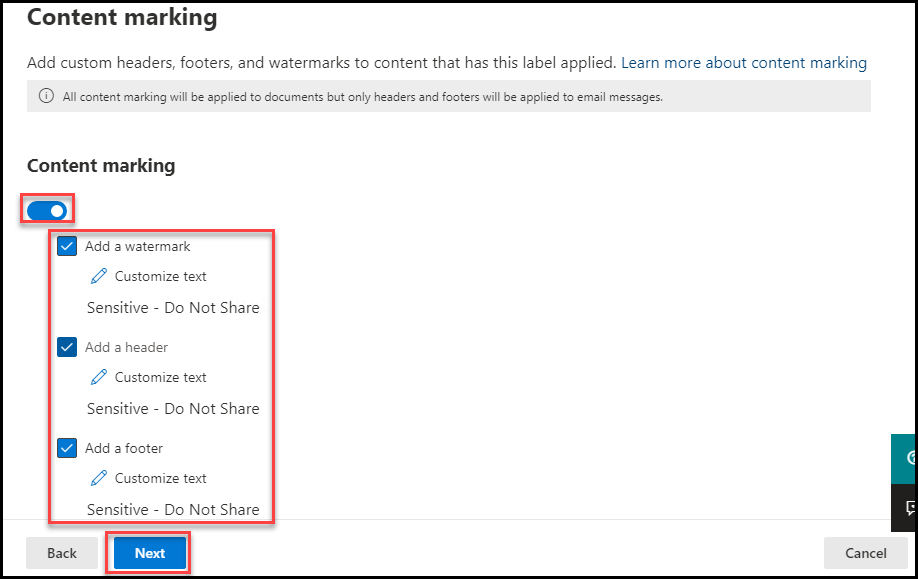 Content marking
Add custom headers, footers, and watermarks to content that has this label applied. Learn more about content marking
All content marking will be applied to documents but only headers and footers will be applied to email messages.
Content marking
Add a watermark
Customize text
Sensitive - Do Not Share
Add a header
Customize text
Sensitive - Do Not Share
Add a footer
Customize text
Sensitive - Do Not Share
Back
Next
Cancel